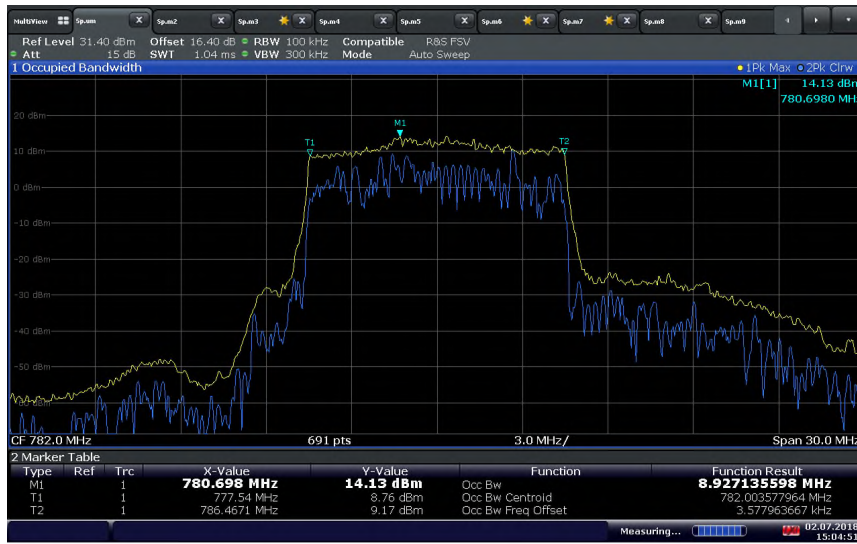 MultiView Sp.um X Sp.m2 X Sp.m3 X Sp.m4 X Sp.m5 X Sp.m6 X Sp.m7 X Sp.m8 X Sp.m9
Ref Level 31.40 dBm Offset 16.40 dB RBW 100 kHz Compatible R&S FSV
Att 15 dB SWT 1.04 ms VBW 300 kHz Mode Auto Sweep
1 Occupied Bandwidth 1Pk Max 2Pk Clrw
M1[1] 14.13 dBm
780.6980 MHz
20 dBm
M1
T1 T2
10 dBm
0 dBm
-10 dBm
-20 dBm
-30 dBm
-40 dBm
-50 dBm
CF 782.0 MHz 691 pts 3.0 MHz/ Span 30.0 MHz
2 Marker Table
Type Ref Trc X-Value Y-Value Function Function Result
M1 1 780.698 MHz 14.13 dBm Occ Bw 8.927135598 MHz
T1 1 777.54 MHz 8.76 dBm Occ Bw Centroid 782.003577964 MHz
T2 1 786.4671 MHz 9.17 dBm Occ Bw Freq Offset 3.577963667 kHz
Measuring... 02.07.2018
15:04:51